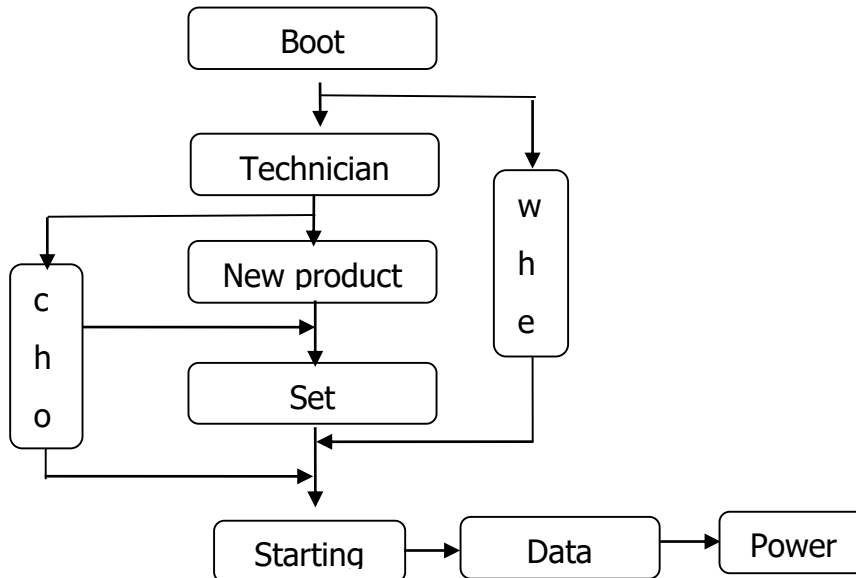 Boot
Technician
w
h
e
New product
c
h
o
Set
Starting
Data
Power